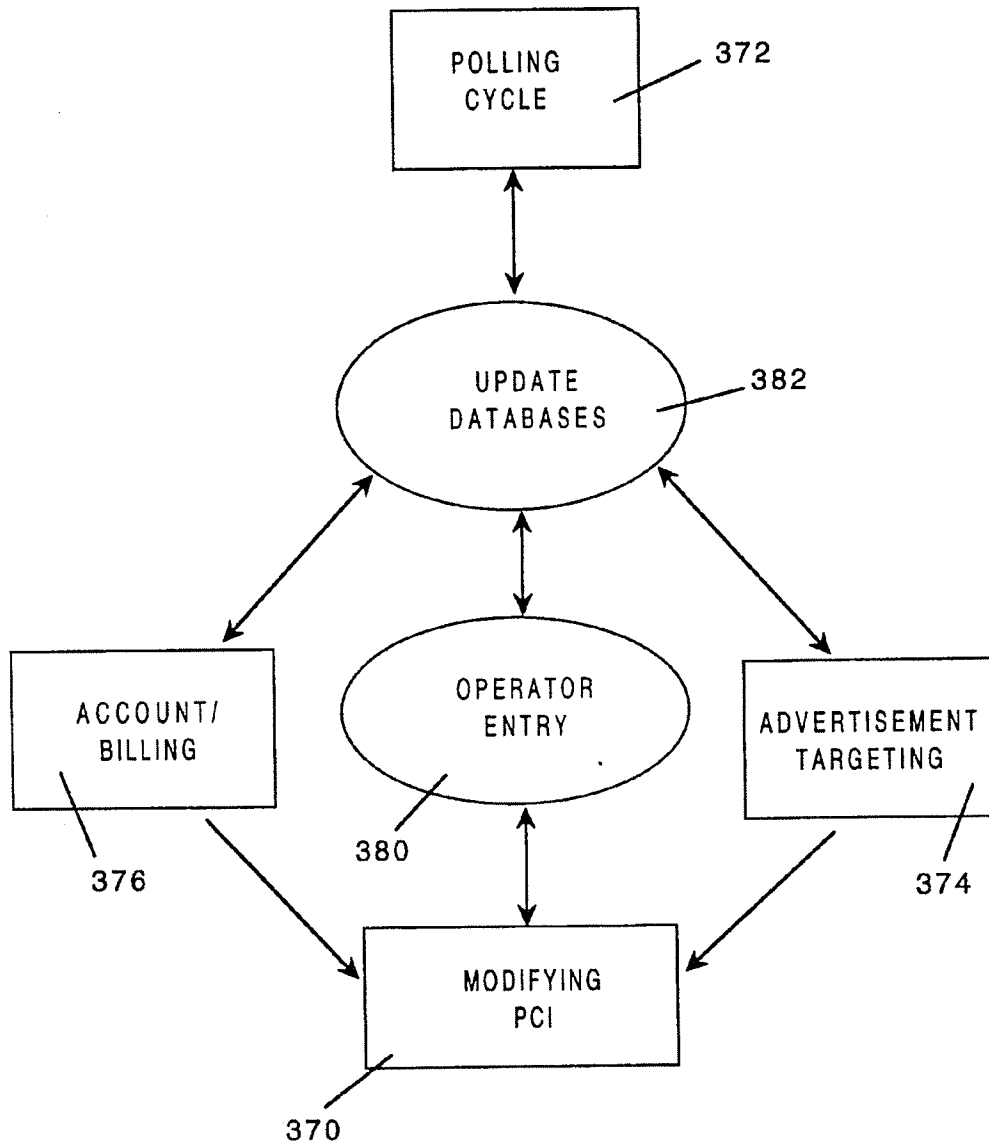 POLLING
CYCLE
372
UPDATE
DATABASES
382
ACCOUNT/
BILLING
376
OPERATOR
ENTRY
380
ADVERTISEMENT
TARGETING
374
MODIFYING
PCI
370